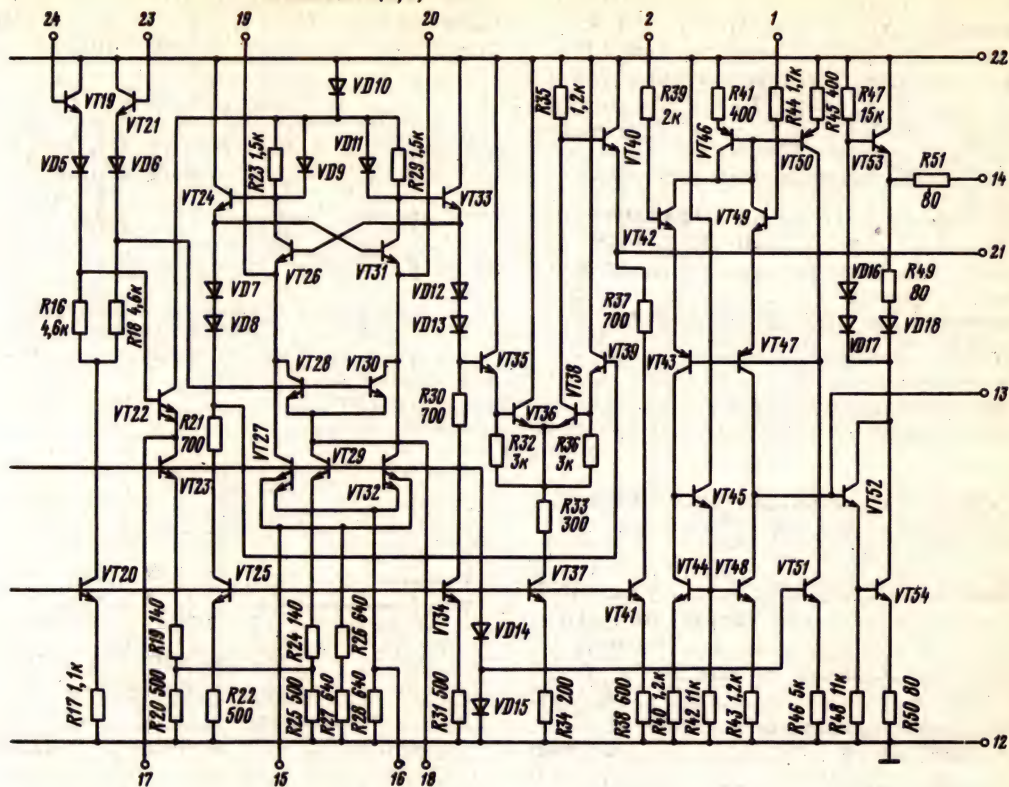 24 23 19 20 2 1
22
VT19
VT21
VD10
R35
1,2к
R39
2к
R41
400
R44 1,7к
R45 400
R47
15к
VT40
VT46
VT50
VT53
R51
80
14
VD5
VD6
R23 1,5к
VD9
VD11
R29 1,5к
VT24
VT33
VT42
VT49
VT26
VT31
21
R16
4,6к
R18 4,6к
VD7
VD8
VD12
VD13
R37
700
VD16
VD17
R49
80
VD18
VT28
VT30
VT35
VT39
VT43
VT47
VT22
R21
700
R30
700
VT36
VT38
13
VT27
VT29
R32
3к
R36
3к
VT23
VT32
R33
300
VT45
VT52
VT20
VT25
VT34
VT37
VT41
VT44
VT48
VT51
VT54
R19 140
R24 140
R26 640
VD14
R17 1,1к
R20 500
R22
500
R25 500
R27 640
R28 640
R31 500
VD15
R34 200
R38 600
R40 1,2к
R42 11к
R43 1,2к
R46 5к
R48 11к
R50 80
12
17 15 16 18